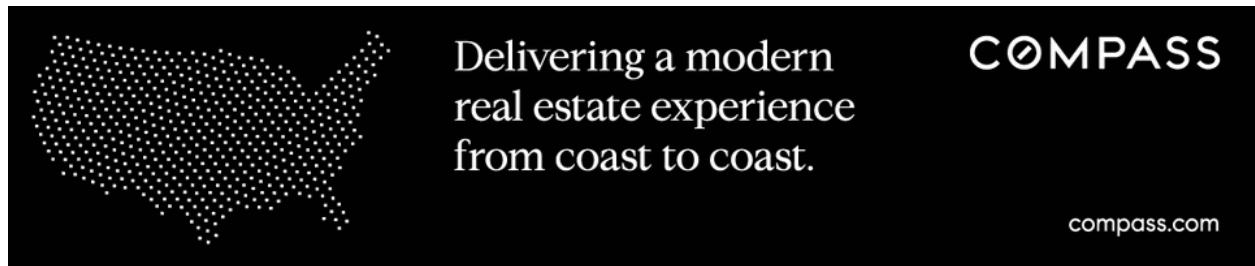 Delivering a modern
real estate experience
from coast to coast.
COMPASS
compass.com